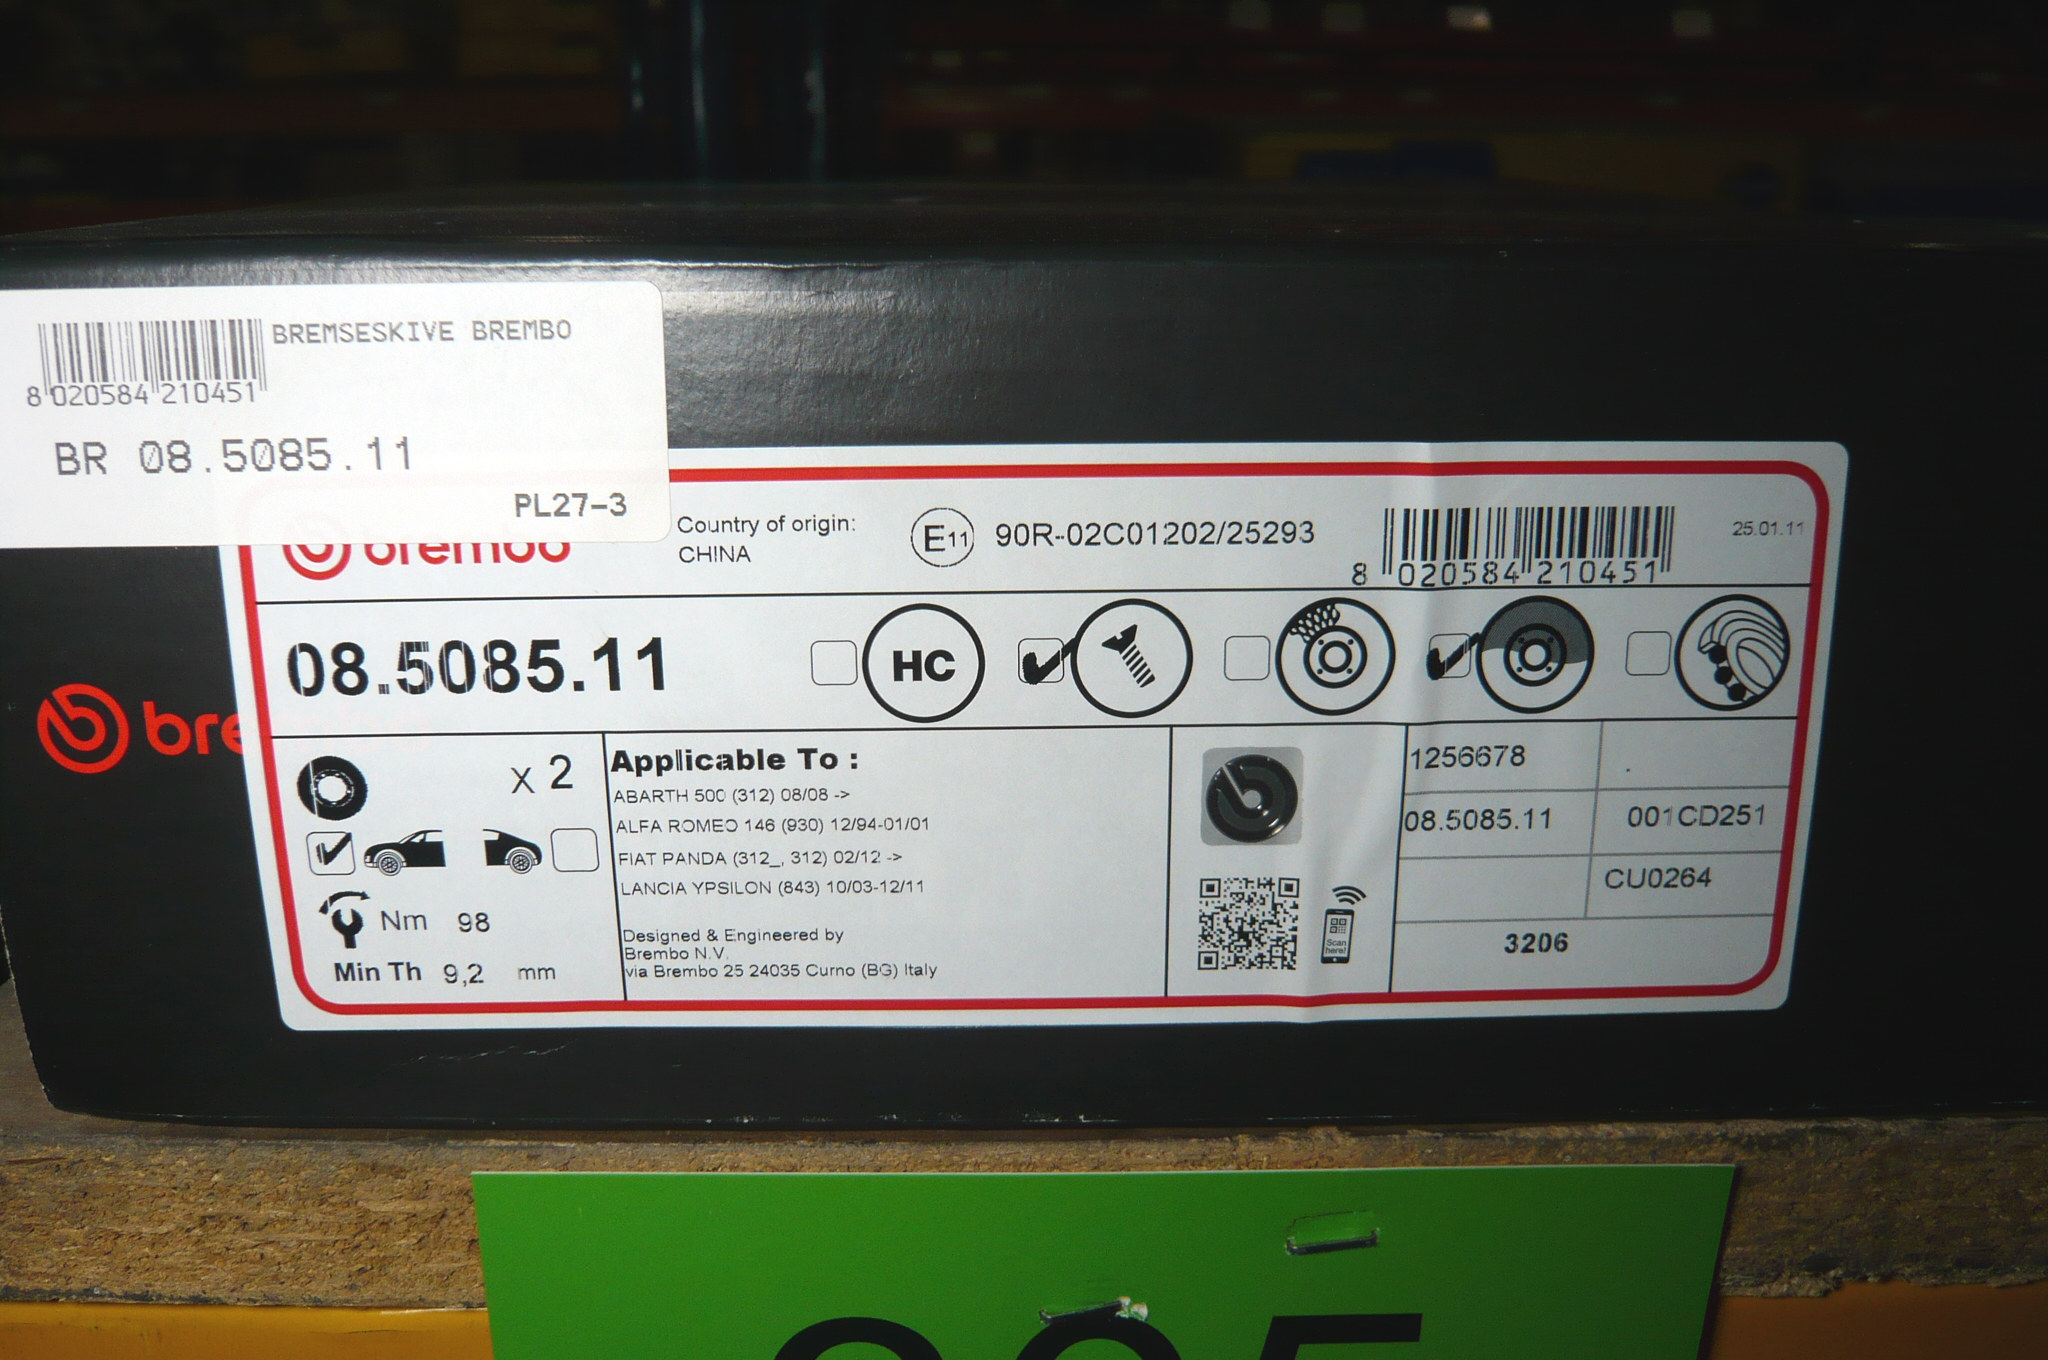 BREMSESKIVE BREMBO
8 020584 210451
BR 08.5085.11
PL27-3
brembo
Country of origin:
CHINA
E11
90R-02C01202/25293
8 020584 210451
25.01.11
08.5085.11
HC
bre
X 2
Nm 98
Min Th 9,2 mm
Applicable To :
ABARTH 500 (312) 08/08 ->
ALFA ROMEO 146 (930) 12/94-01/01
FIAT PANDA (312_, 312) 02/12 ->
LANCIA YPSILON (843) 10/03-12/11
Designed & Engineered by
Brembo N.V.
via Brembo 25 24035 Curno (BG) Italy
Scan
here!
1256678 .
08.5085.11 001CD251
CU0264
3206